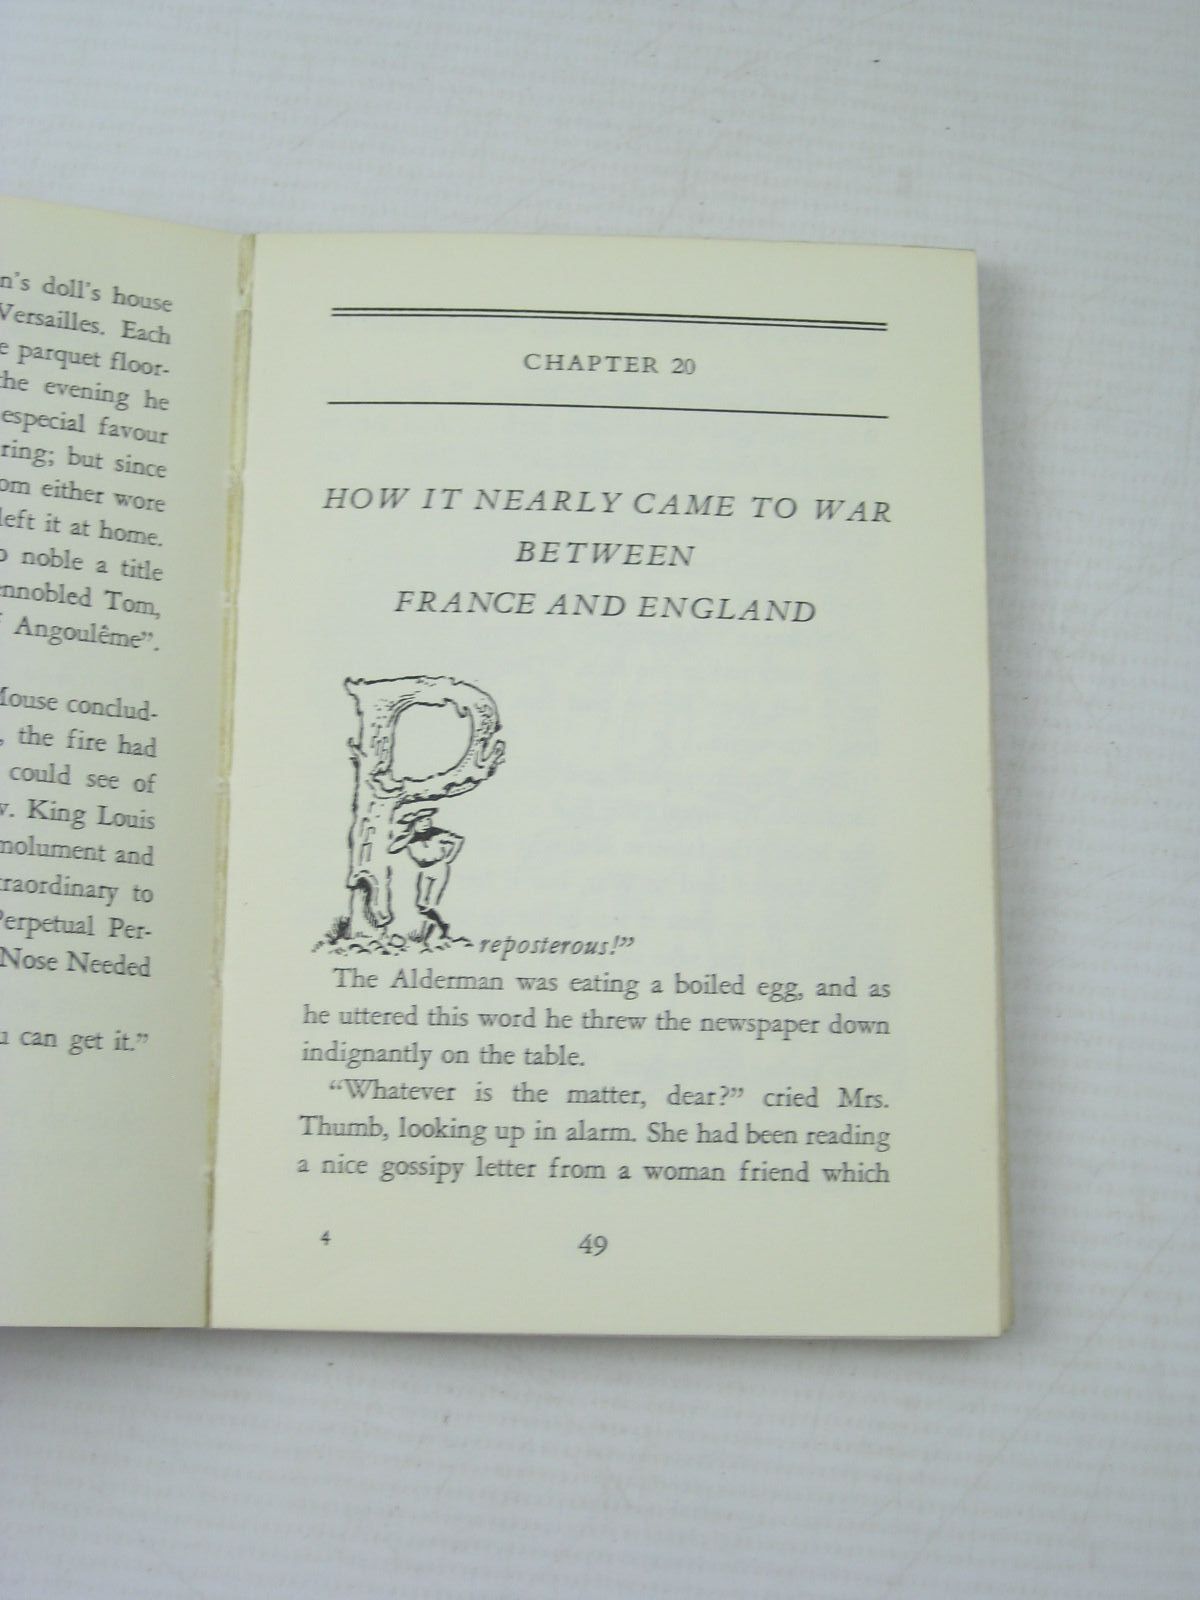 n's doll's house
Versailles. Each
e parquet floor-
the evening he
especial favour
ring; but since
om either wore
left it at home.
o noble a title
ennobled Tom,
f Angoulême”.
Mouse conclud-
, the fire had
could see of
w. King Louis
molument and
traordinary to
Perpetual Per-
Nose Needed
u can get it.”
CHAPTER 20
HOW IT NEARLY CAME TO WAR
BETWEEN
FRANCE AND ENGLAND
Preposterous!”
The Alderman was eating a boiled egg, and as
he uttered this word he threw the newspaper down
indignantly on the table.
“Whatever is the matter, dear?” cried Mrs.
Thumb, looking up in alarm. She had been reading
a nice gossipy letter from a woman friend which
4
49